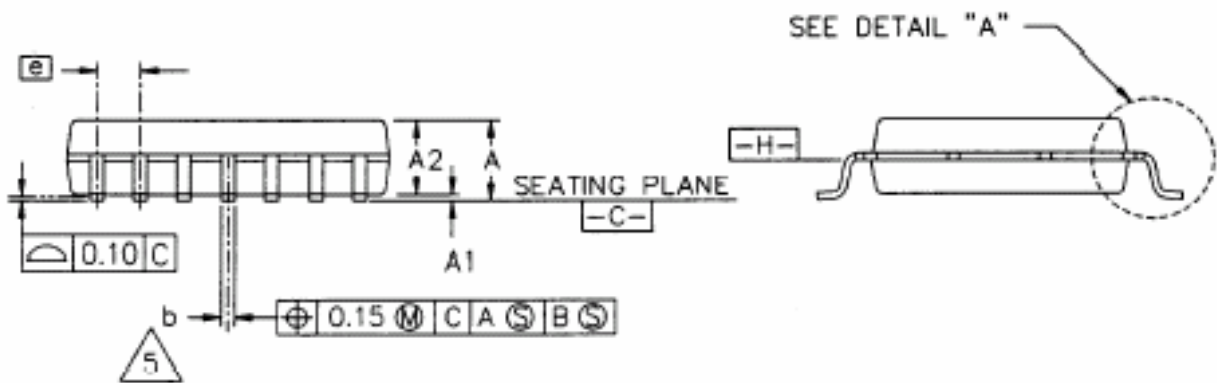 SEE DETAIL "A"
e
A2
A
-H-
SEATING PLANE
-C-
0.10 C
A1
b
⌖ 0.15 Ⓜ C A Ⓢ B Ⓢ
5